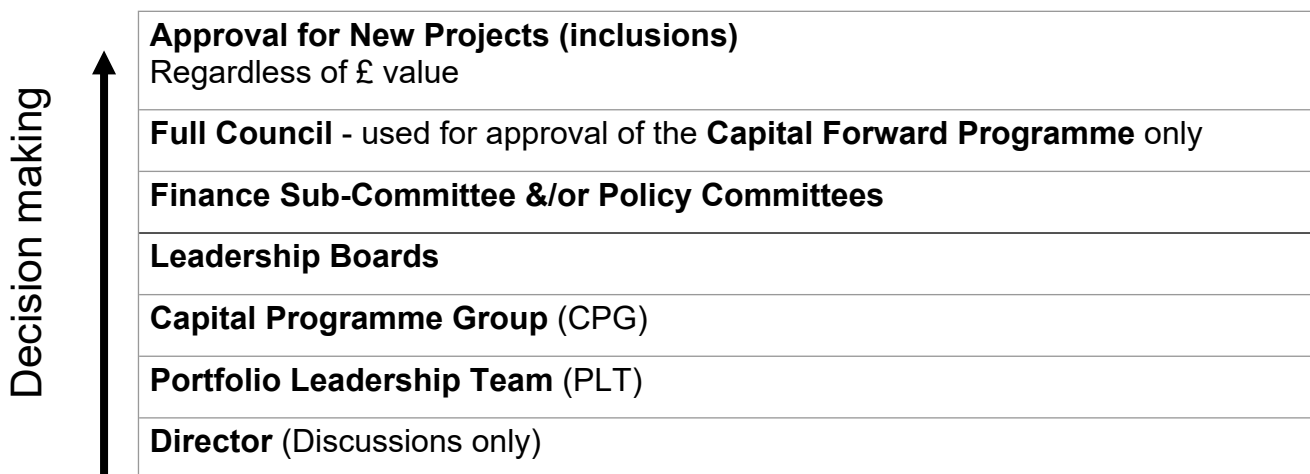 Decision making
Approval for New Projects (inclusions)
Regardless of £ value
Full Council - used for approval of the Capital Forward Programme only
Finance Sub-Committee &/or Policy Committees
Leadership Boards
Capital Programme Group (CPG)
Portfolio Leadership Team (PLT)
Director (Discussions only)